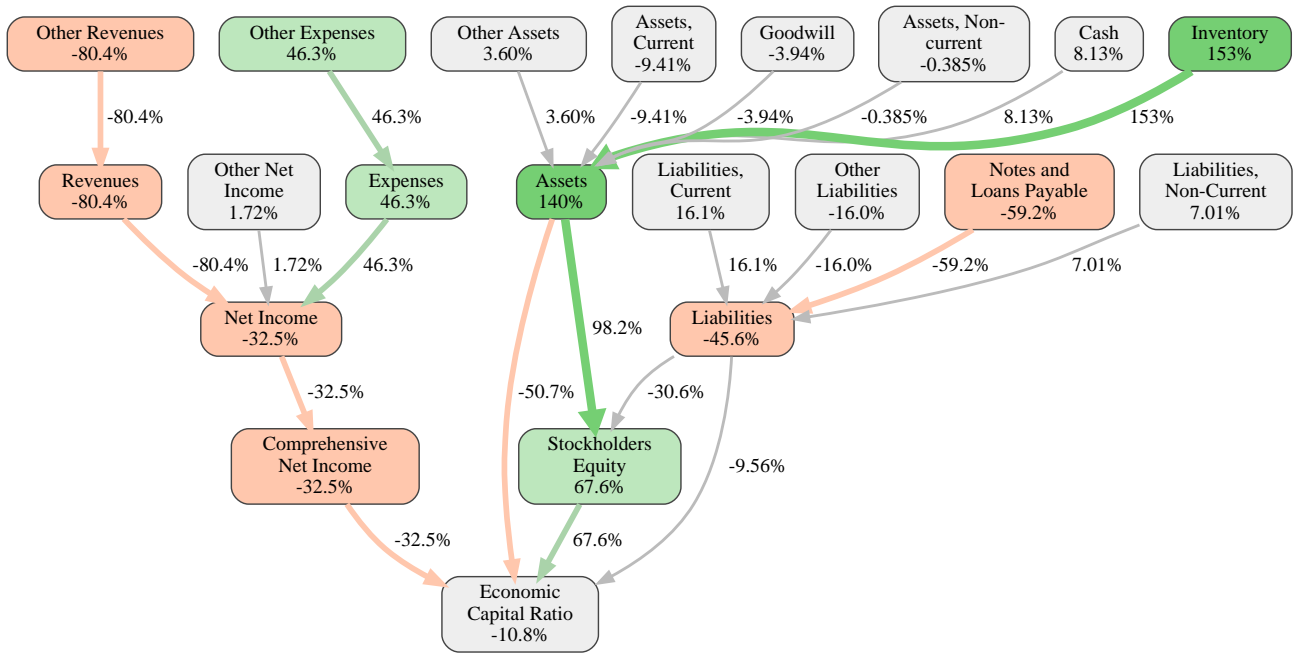 Other Revenues
-80.4%
Other Expenses
46.3%
Other Assets
3.60%
Assets,
Current
-9.41%
Goodwill
-3.94%
Assets, Non-
current
-0.385%
Cash
8.13%
Inventory
153%
-80.4%
46.3%
3.60%
-9.41%
-3.94%
-0.385%
8.13%
153%
Revenues
-80.4%
Other Net
Income
1.72%
Expenses
46.3%
Assets
140%
Liabilities,
Current
16.1%
Other
Liabilities
-16.0%
Notes and
Loans Payable
-59.2%
Liabilities,
Non-Current
7.01%
-80.4%
1.72%
46.3%
16.1%
-16.0%
-59.2%
7.01%
Net Income
-32.5%
98.2%
Liabilities
-45.6%
-32.5%
-50.7%
-30.6%
Comprehensive
Net Income
-32.5%
Stockholders
Equity
67.6%
-9.56%
-32.5%
67.6%
Economic
Capital Ratio
-10.8%